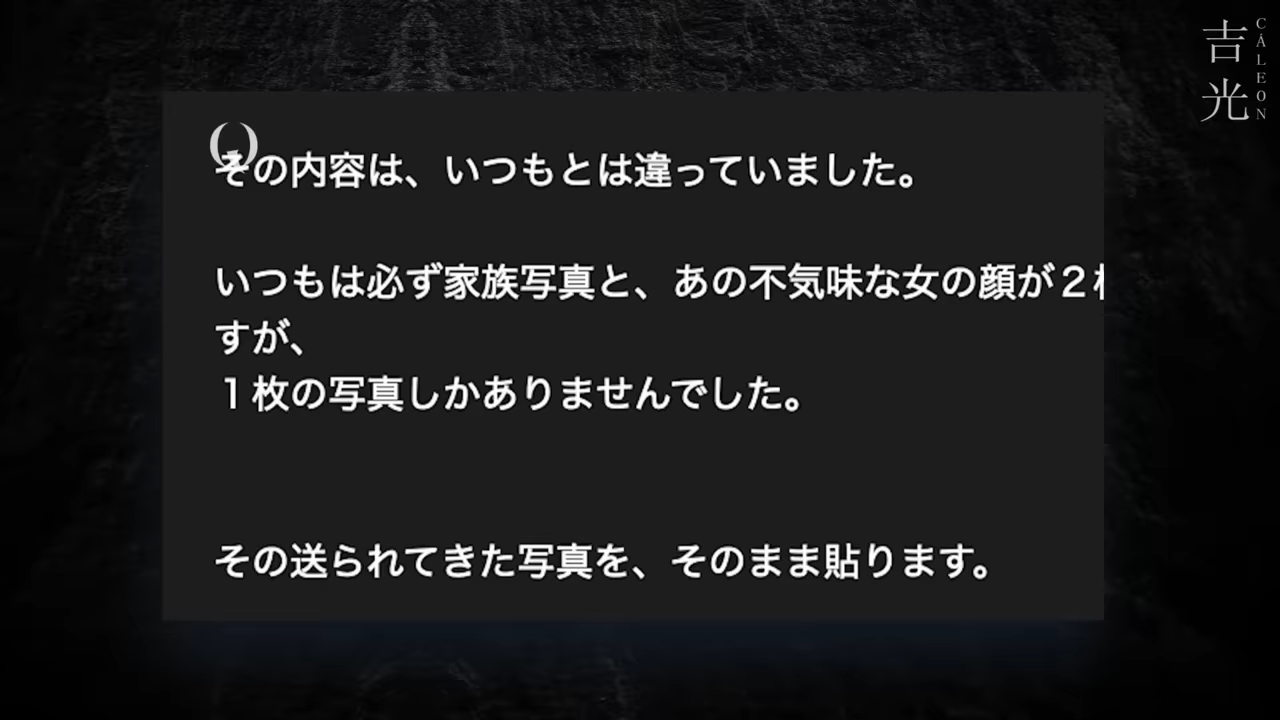 その内容は、いつもとは違っていました。
いつもは必ず家族写真と、あの不気味な女の顔が２
すが、
１枚の写真しかありませんでした。
その送られてきた写真を、そのまま貼ります。
吉光
CÁLEON